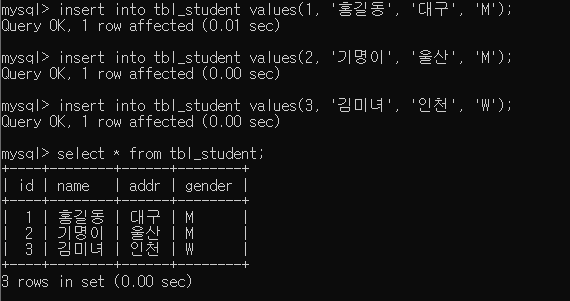 mysql> insert into tbl_student values(1, '홍길동', '대구', 'M');
Query OK, 1 row affected (0.01 sec)
mysql> insert into tbl_student values(2, '기명이', '울산', 'M');
Query OK, 1 row affected (0.00 sec)
mysql> insert into tbl_student values(3, '김미녀', '인천', 'W');
Query OK, 1 row affected (0.00 sec)
mysql> select * from tbl_student;
+----+--------+------+--------+
| id | name | addr | gender |
+----+--------+------+--------+
| 1 | 홍길동 | 대구 | M |
| 2 | 기명이 | 울산 | M |
| 3 | 김미녀 | 인천 | W |
+----+--------+------+--------+
3 rows in set (0.00 sec)